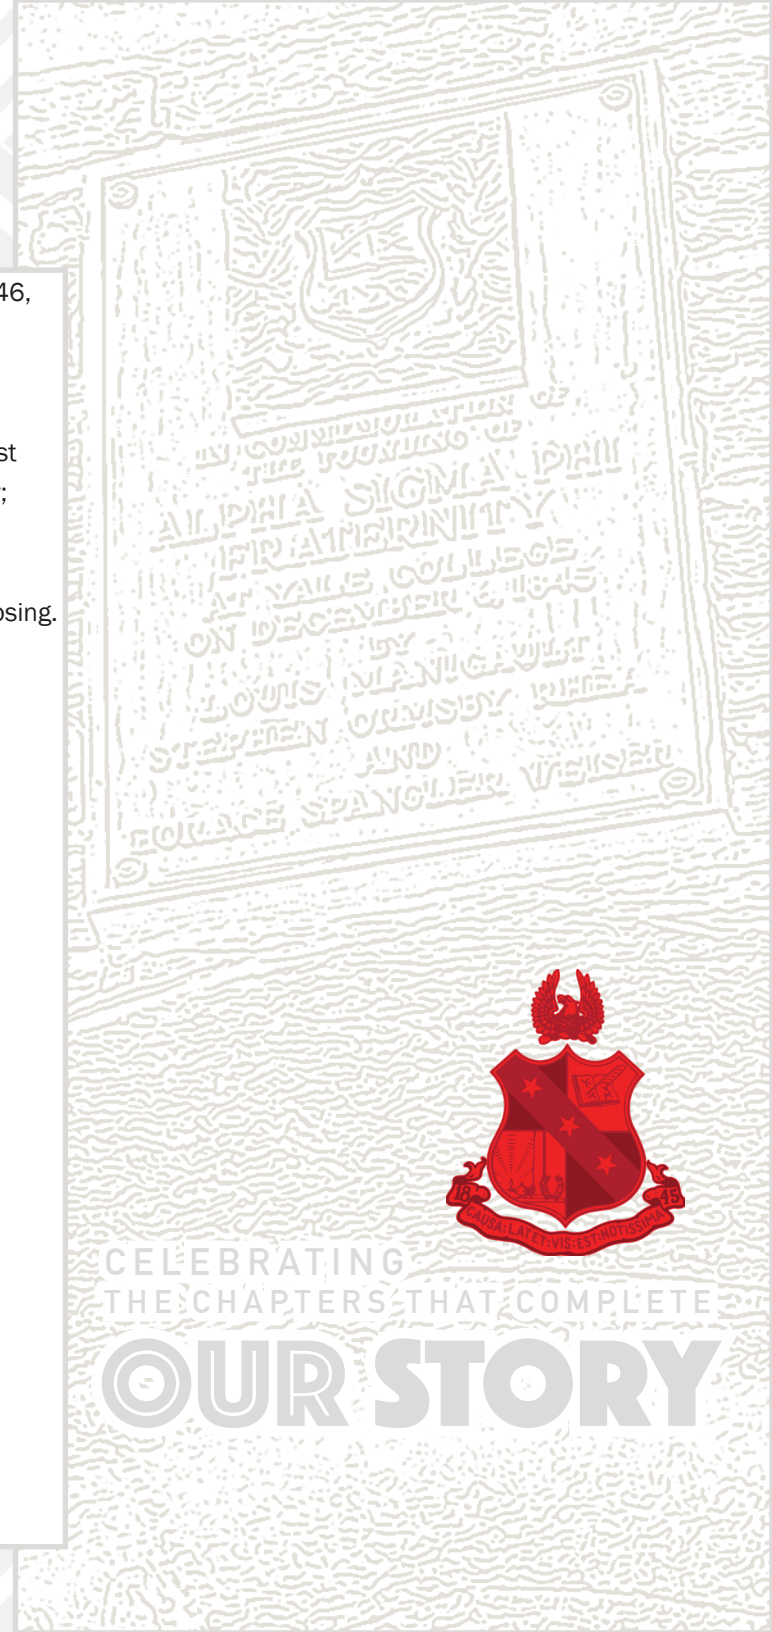 46,
st
;
osing.
IN COMMEMORATION OF
THE FOUNDING OF
ALPHA SIGMA PHI
FRATERNITY
AT YALE COLLEGE
ON DECEMBER 6, 1845
BY
LOUIS MANIGAULT
STEPHEN ORMSBY RHEA
AND
HORACE SPANGLER WEISER
18 45
CAUSA:LATET:VIS:EST:NOTISSIMA
CELEBRATING
THE CHAPTERS THAT COMPLETE
OUR STORY